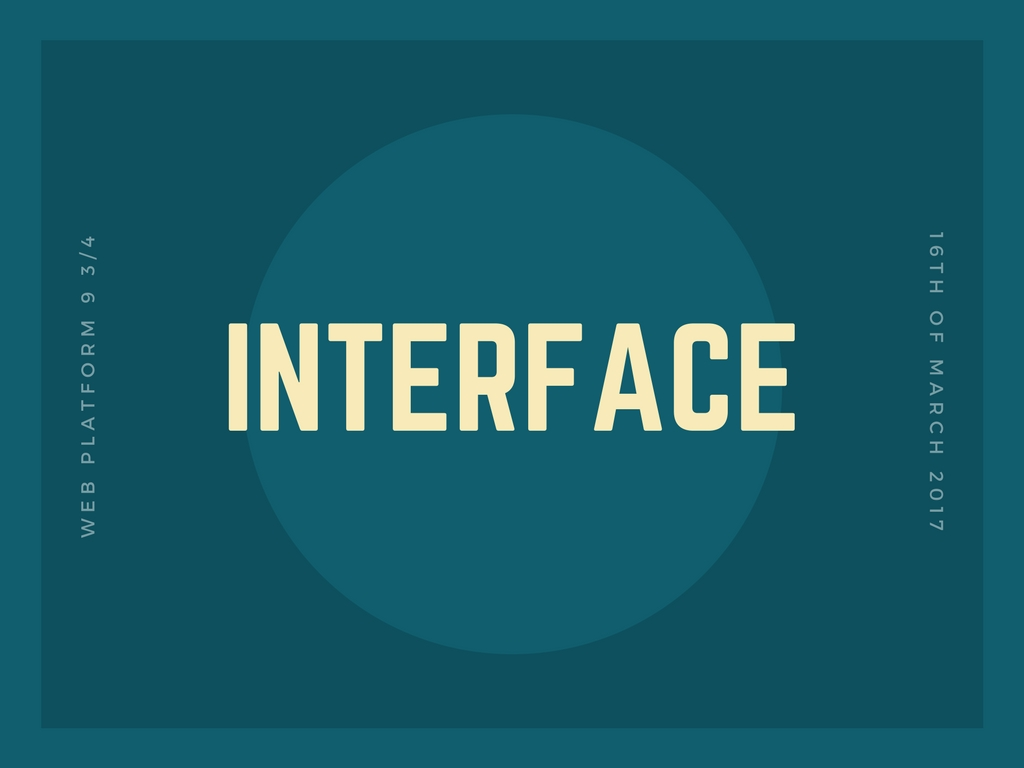 WEB PLATFORM 9 3/4
INTERFACE
16TH OF MARCH 2017